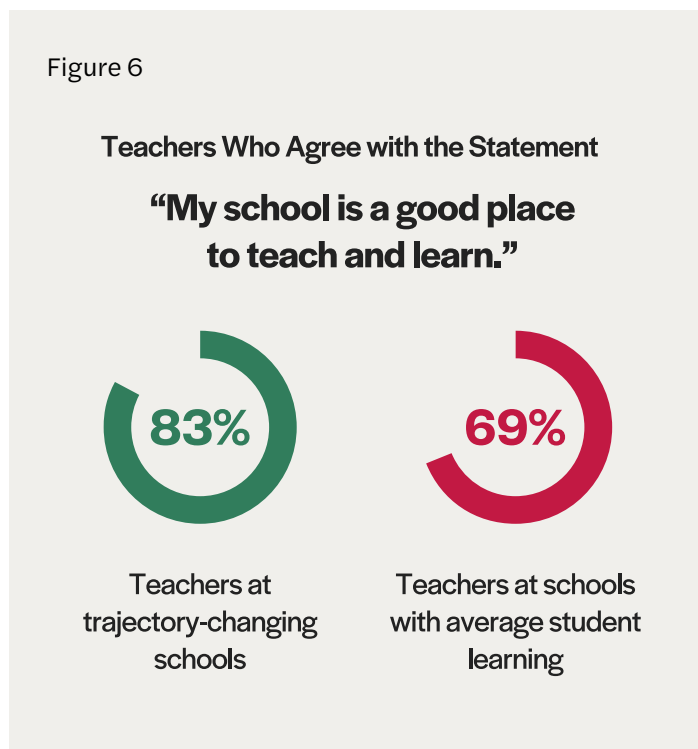 Figure 6
Teachers Who Agree with the Statement
“My school is a good place
to teach and learn.”
83%
69%
Teachers at
trajectory-changing
schools
Teachers at schools
with average student
learning